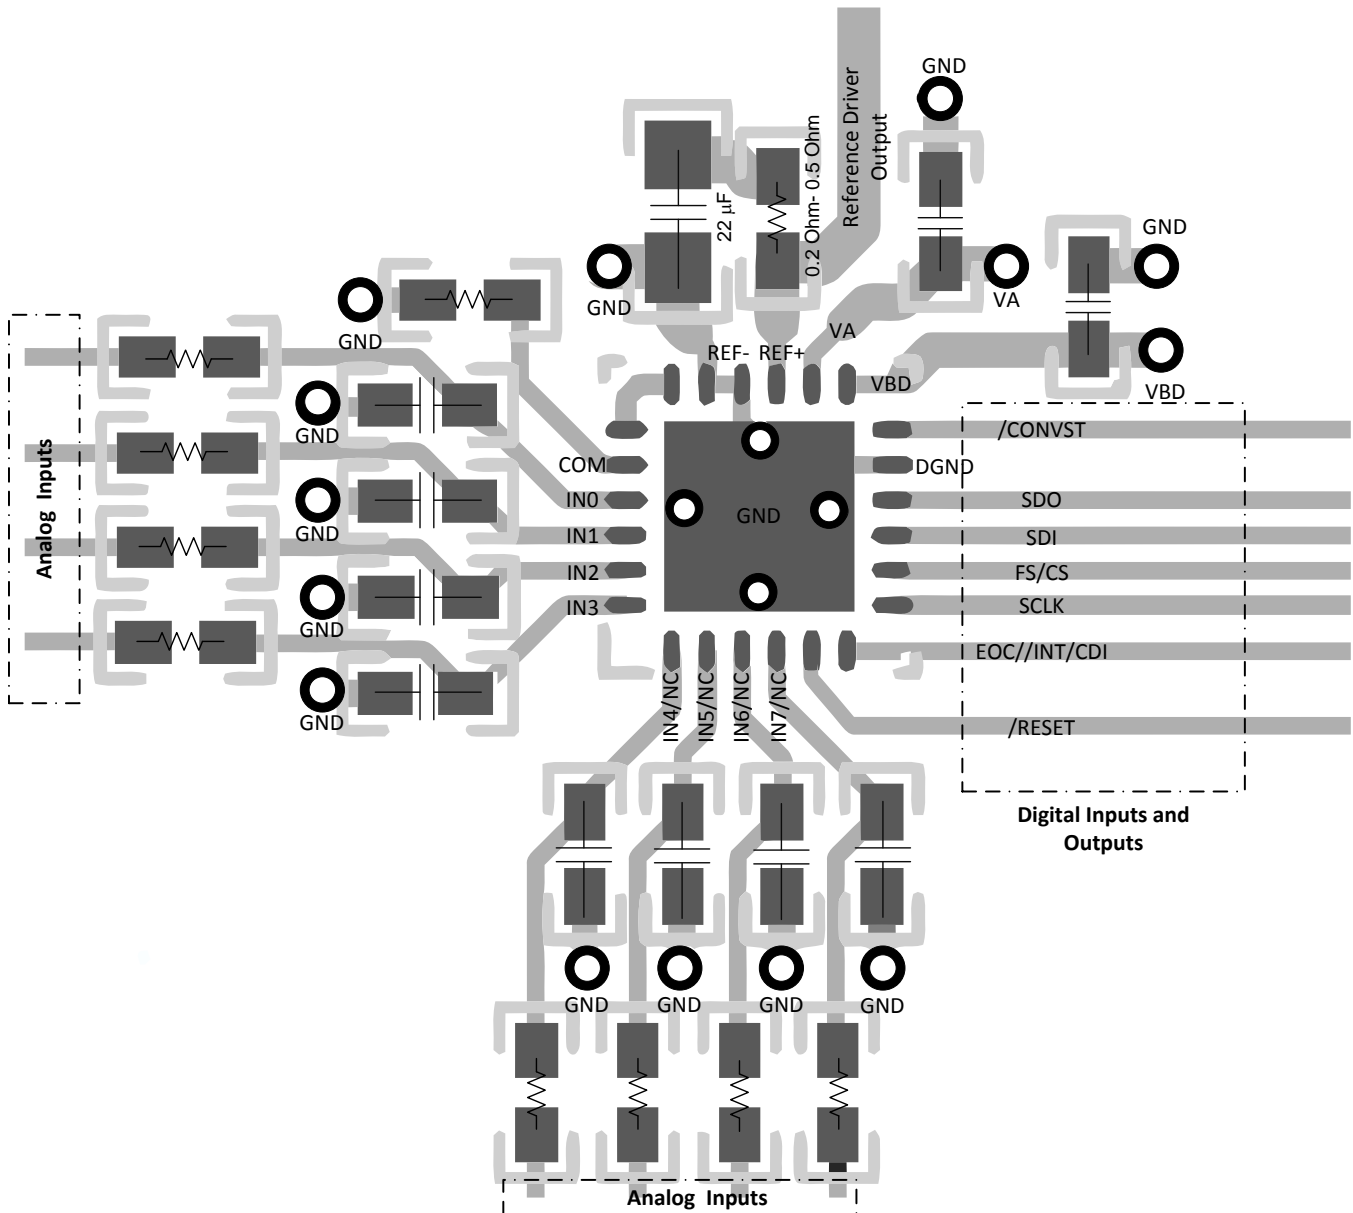 GND
Reference Driver
Output
0.2 Ohm- 0.5 Ohm
22 µF
GND
GND
VA
GND
GND
VA
REF- REF+
VBD
VBD
Analog Inputs
GND
/CONVST
COM
DGND
IN0
SDO
GND
GND
IN1
SDI
IN2
FS/CS
GND
IN3
SCLK
EOC//INT/CDI
GND
IN4/NC
IN5/NC
IN6/NC
IN7/NC
/RESET
Digital Inputs and
Outputs
GND
GND
GND
GND
Analog Inputs